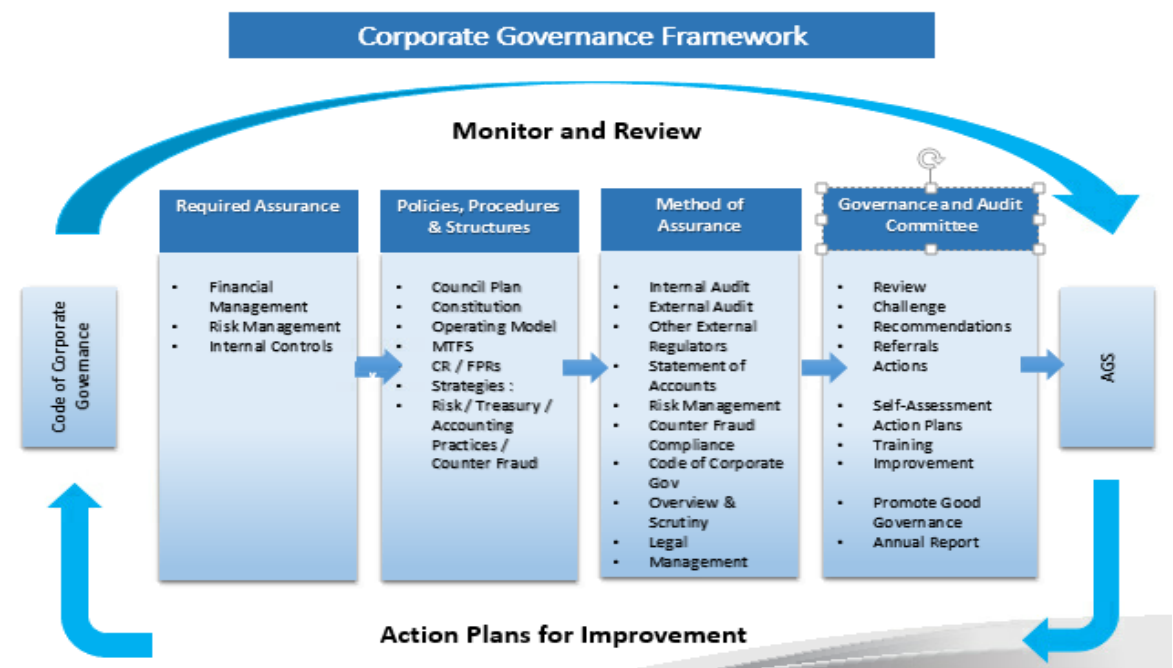 Corporate Governance Framework
Monitor and Review
Code of Corporate
Governance
Required Assurance
• Financial
Management
• Risk Management
• Internal Controls
Policies, Procedures
& Structures
• Council Plan
• Constitution
• Operating Model
• MTFS
• CR / FPRs
• Strategies :
• Risk / Treasury /
Accounting
Practices /
Counter Fraud
Method of
Assurance
• Internal Audit
• External Audit
• Other External
Regulators
• Statement of
Accounts
• Risk Management
• Counter Fraud
Compliance
• Code of Corporate
Gov
• Overview &
Scrutiny
• Legal
• Management
Governance and Audit
Committee
• Review
• Challenge
• Recommendations
• Referrals
• Actions
• Self-Assessment
• Action Plans
• Training
• Improvement
• Promote Good
Governance
• Annual Report
AGS
Action Plans for Improvement